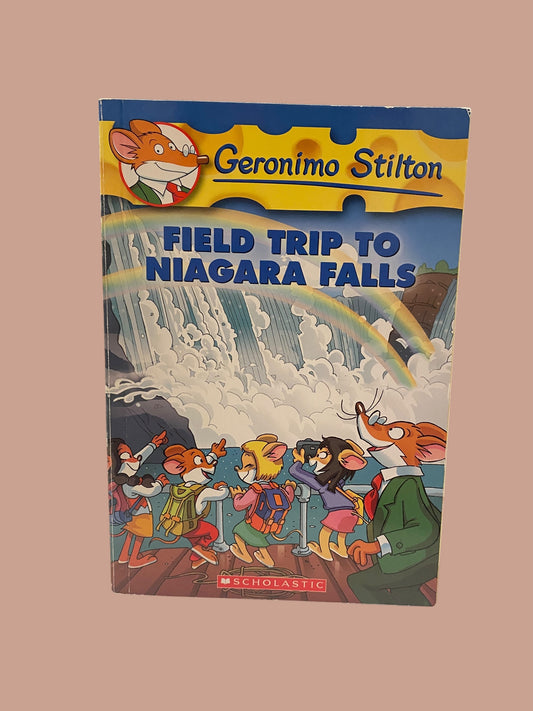 Geronimo Stilton
FIELD TRIP TO
NIAGARA FALLS
SCHOLASTIC